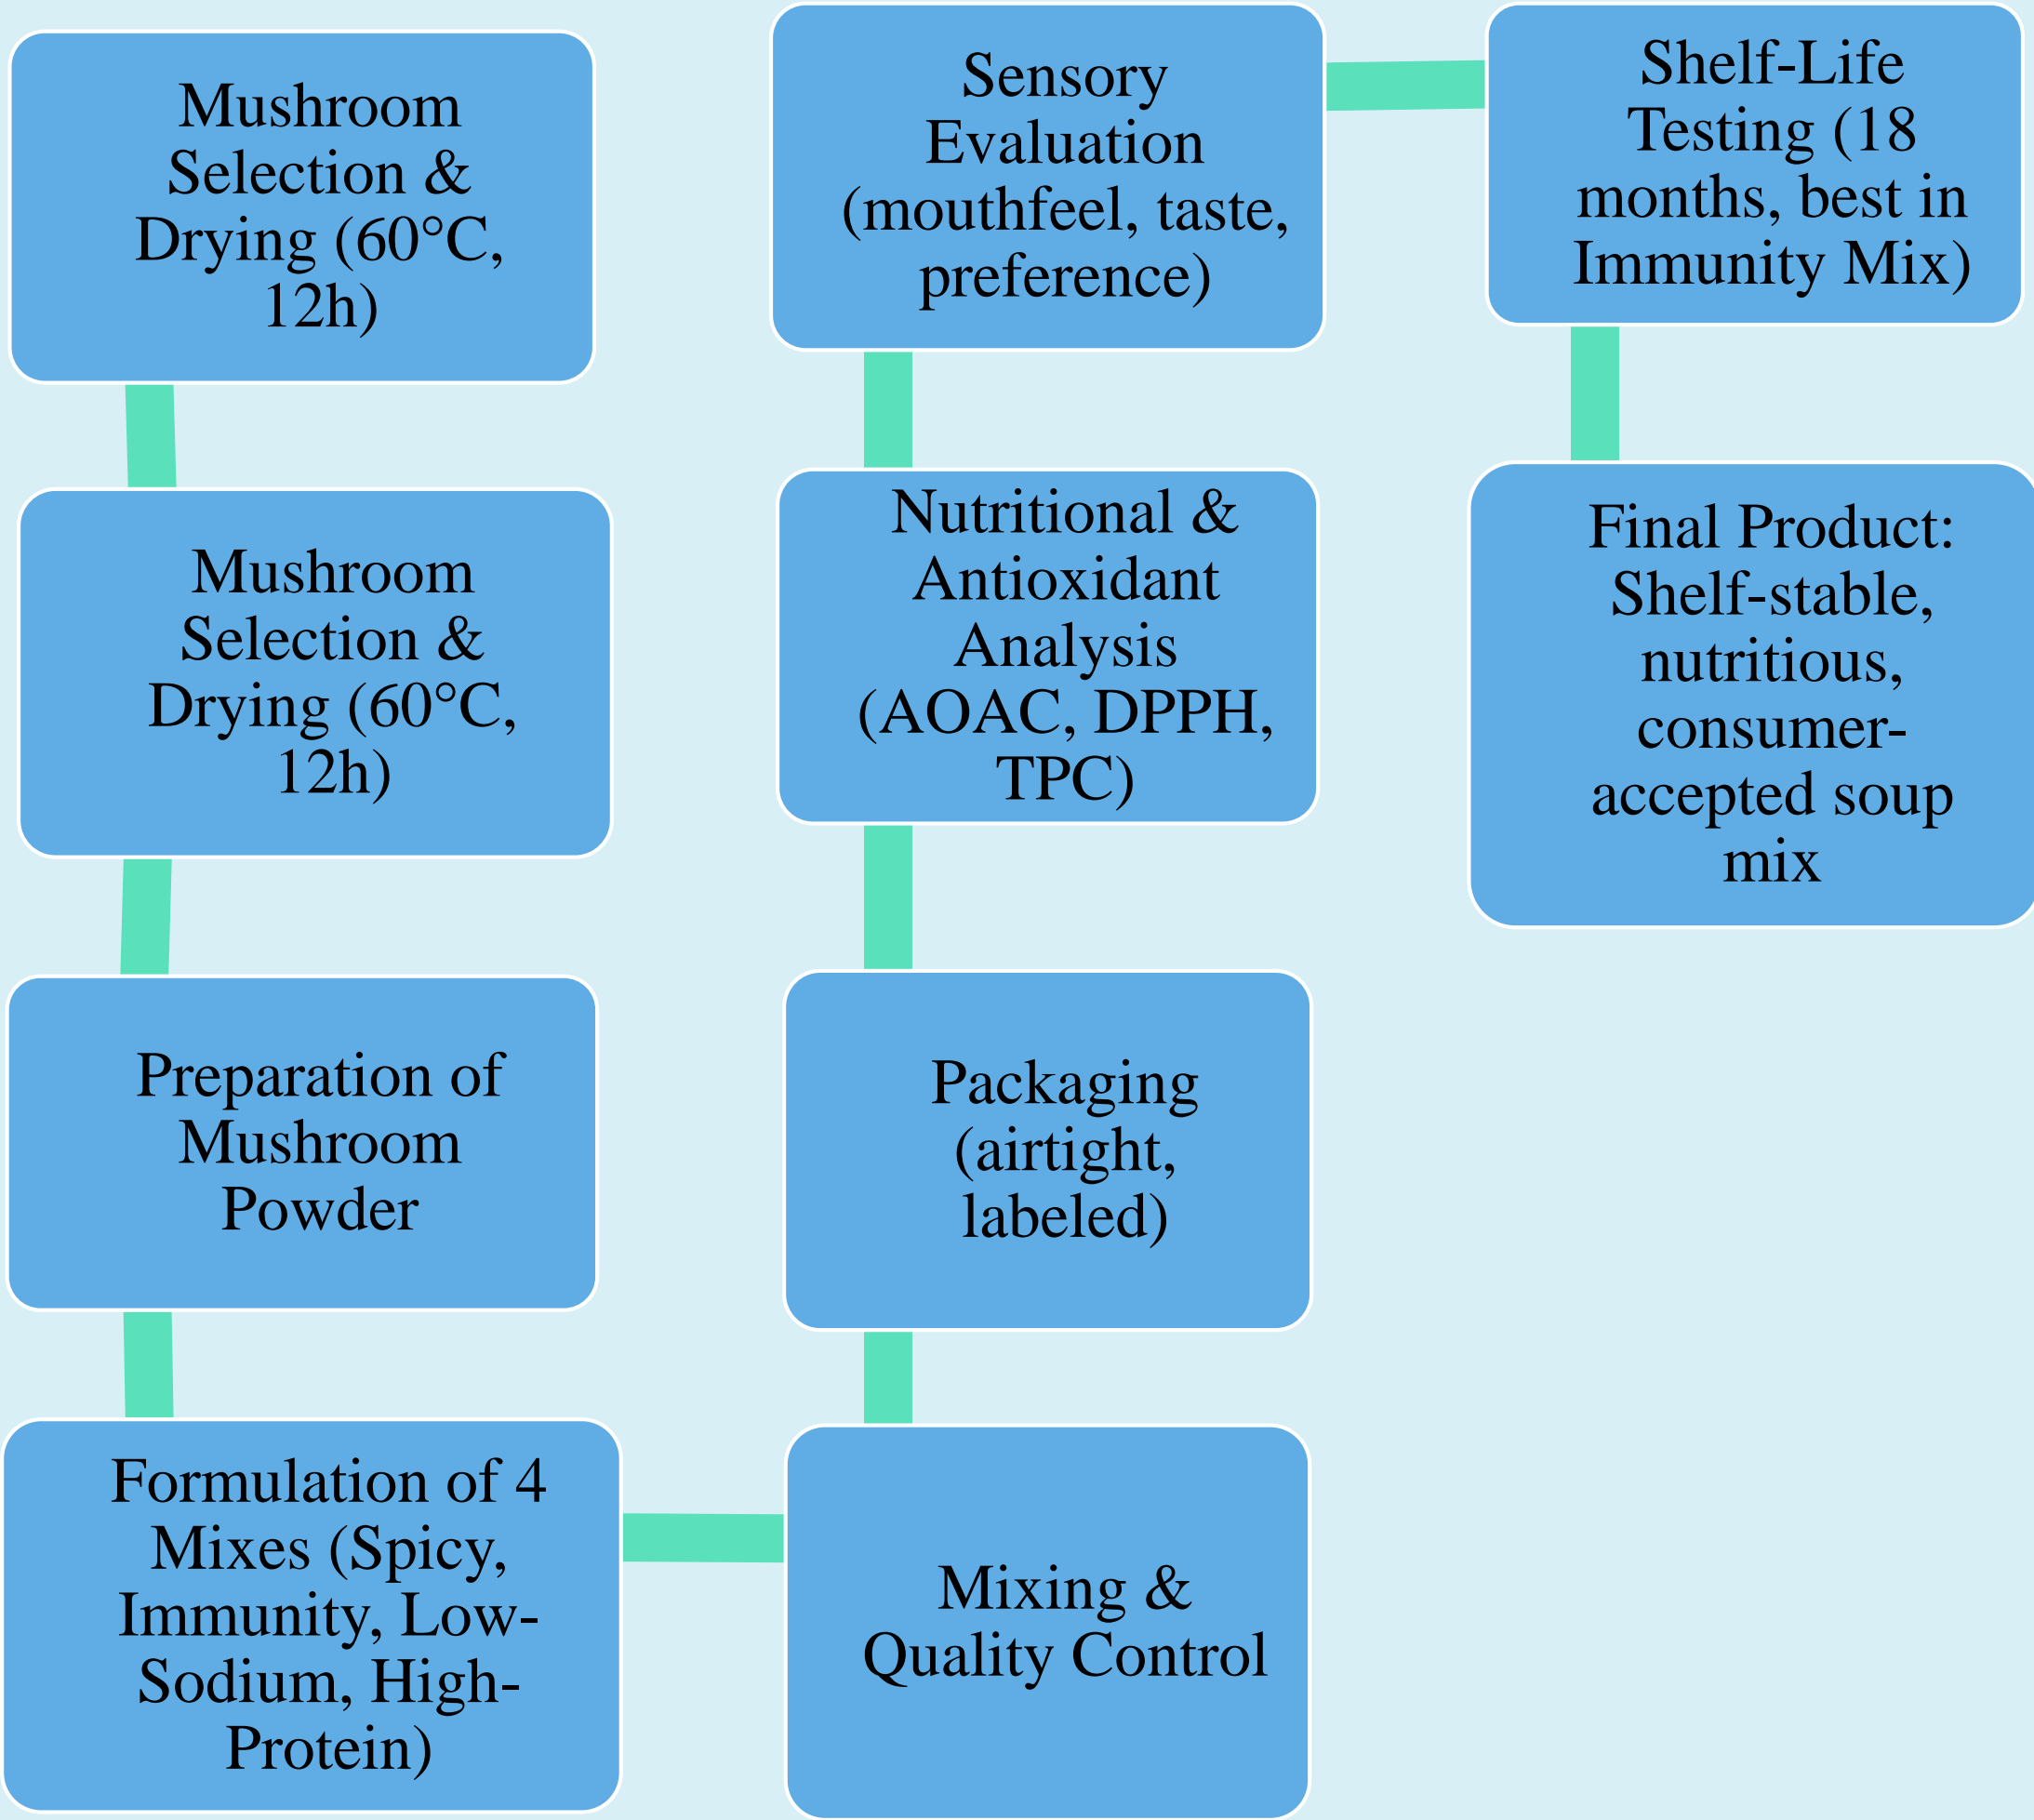 Mushroom
Selection &
Drying (60°C,
12h)
Mushroom
Selection &
Drying (60°C,
12h)
Preparation of
Mushroom
Powder
Formulation of 4
Mixes (Spicy,
Immunity, Low-
Sodium, High-
Protein)
Mixing &
Quality Control
Packaging
(airtight,
labeled)
Nutritional &
Antioxidant
Analysis
(AOAC, DPPH,
TPC)
Sensory
Evaluation
(mouthfeel, taste,
preference)
Shelf-Life
Testing (18
months, best in
Immunity Mix)
Final Product:
Shelf-stable,
nutritious,
consumer-
accepted soup
mix